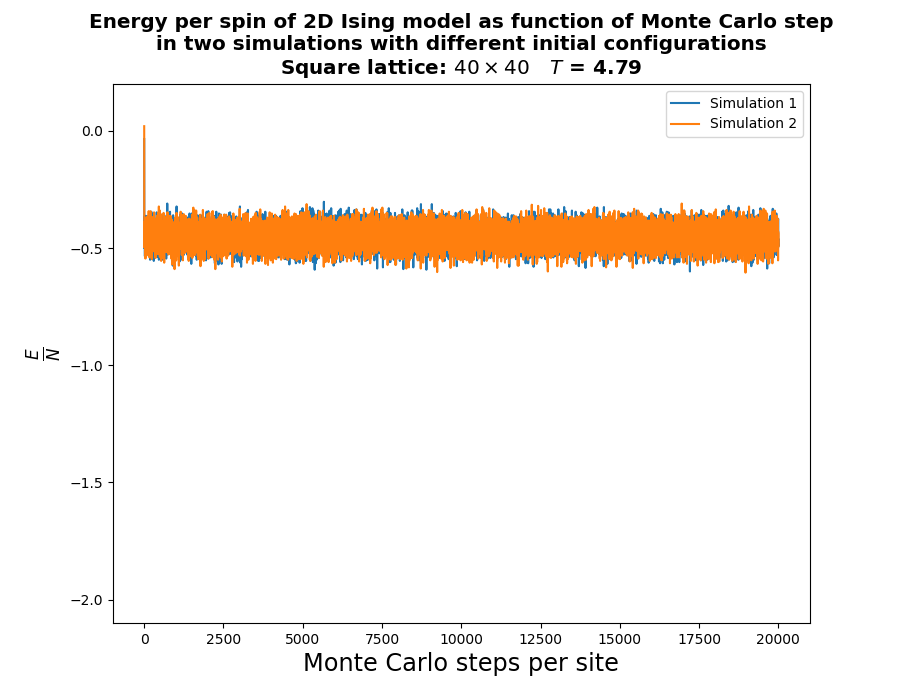 Energy per spin of 2D Ising model as function of Monte Carlo step
in two simulations with different initial configurations
Square lattice: 40 × 40 T = 4.79
Simulation 1
Simulation 2
0.0
−0.5
−1.0
−1.5
−2.0
E
N
0 2500 5000 7500 10000 12500 15000 17500 20000
Monte Carlo steps per site